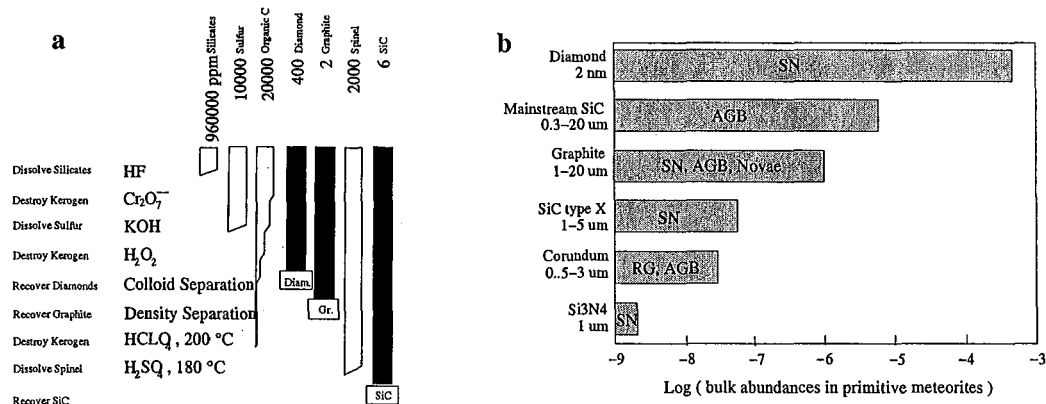 a
960000 ppm Silicates
10000 Sulfur
20000 Organic C
400 Diamond
2 Graphite
2000 Spinel
6 SiC
Dissolve Silicates HF
Destroy Kerogen Cr₂O₇⁻⁻
Dissolve Sulfur KOH
Destroy Kerogen H₂O₂
Recover Diamonds Colloid Separation Diam.
Recover Graphite Density Separation Gr.
Destroy Kerogen HCLO₄, 200 °C
Dissolve Spinel H₂SO₄, 180 °C
Recover SiC SiC
b
Diamond
2 nm
SN
Mainstream SiC
0.3–20 um
AGB
Graphite
1–20 um
SN, AGB, Novae
SiC type X
1–5 um
SN
Corundum
0..5–3 um
RG, AGB
Si3N4
1 um
SN
−9 −8 −7 −6 −5 −4 −3
Log ( bulk abundances in primitive meteorites )